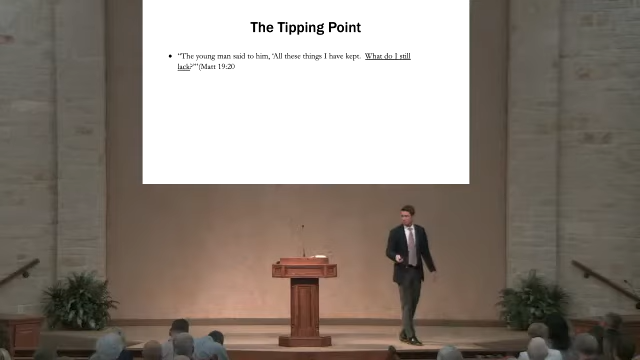 The Tipping Point
• “The young man said to him, ‘All these things I have kept. What do I still
lack?’”(Matt 19:20